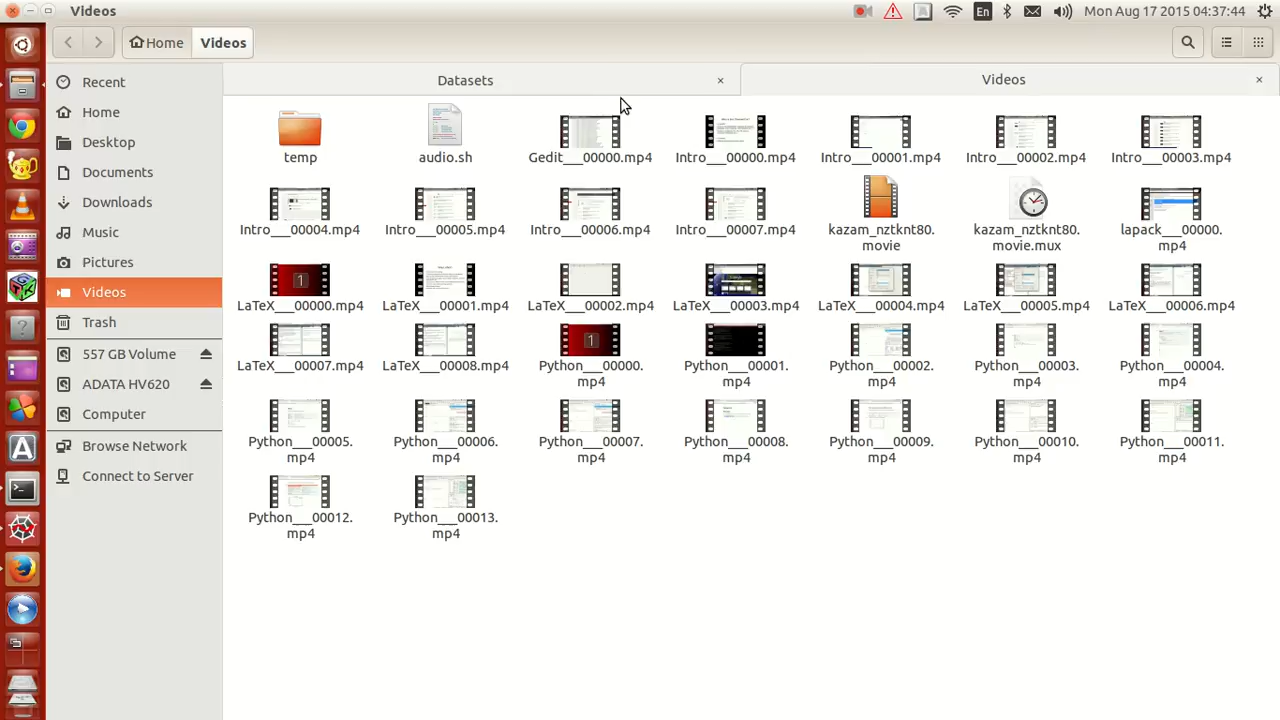 Videos
En
Mon Aug 17 2015 04:37:44
Home
Videos
Recent
Home
Desktop
Documents
Downloads
Music
Pictures
Videos
Trash
557 GB Volume
ADATA HV620
Computer
Browse Network
Connect to Server
Datasets
Videos
temp
audio.sh
Gedit___00000.mp4
Intro___00000.mp4
Intro___00001.mp4
Intro___00002.mp4
Intro___00003.mp4
Intro___00004.mp4
Intro___00005.mp4
Intro___00006.mp4
Intro___00007.mp4
kazam_nztknt80.
movie
kazam_nztknt80.
movie.mux
lapack___00000.
mp4
LaTeX___00000.mp4
LaTeX___00001.mp4
LaTeX___00002.mp4
LaTeX___00003.mp4
LaTeX___00004.mp4
LaTeX___00005.mp4
LaTeX___00006.mp4
LaTeX___00007.mp4
LaTeX___00008.mp4
Python___00000.
mp4
Python___00001.
mp4
Python___00002.
mp4
Python___00003.
mp4
Python___00004.
mp4
Python___00005.
mp4
Python___00006.
mp4
Python___00007.
mp4
Python___00008.
mp4
Python___00009.
mp4
Python___00010.
mp4
Python___00011.
mp4
Python___00012.
mp4
Python___00013.
mp4